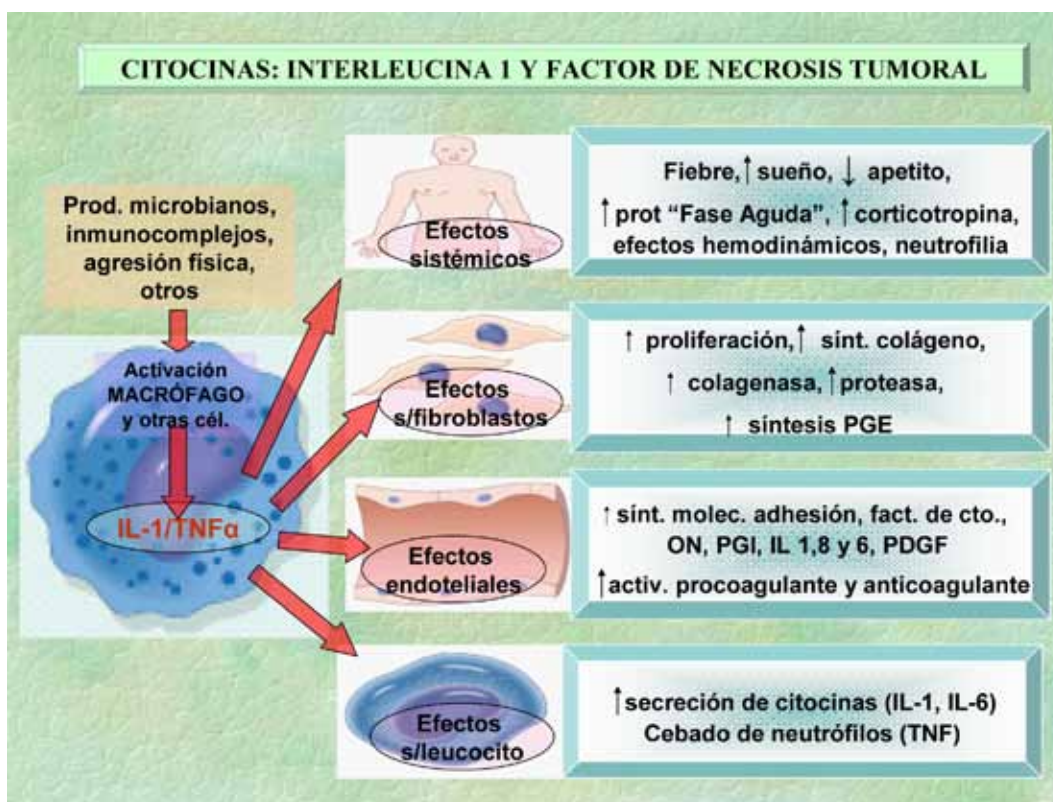 CITOCINAS: INTERLEUCINA 1 Y FACTOR DE NECROSIS TUMORAL
Prod. microbianos,
inmunocomplejos,
agresión física,
otros
Activación
MACRÓFAGO
y otras cél.
IL-1/TNFα
Efectos
sistémicos
Fiebre,↑ sueño, ↓ apetito,
↑ prot “Fase Aguda”, ↑ corticotropina,
efectos hemodinámicos, neutrofilia
Efectos
s/fibroblastos
↑ proliferación,↑ sínt. colágeno,
↑ colagenasa, ↑proteasa,
↑ síntesis PGE
Efectos
endoteliales
↑ sínt. molec. adhesión, fact. de cto.,
ON, PGI, IL 1,8 y 6, PDGF
↑activ. procoagulante y anticoagulante
Efectos
s/leucocito
↑secreción de citocinas (IL-1, IL-6)
Cebado de neutrófilos (TNF)